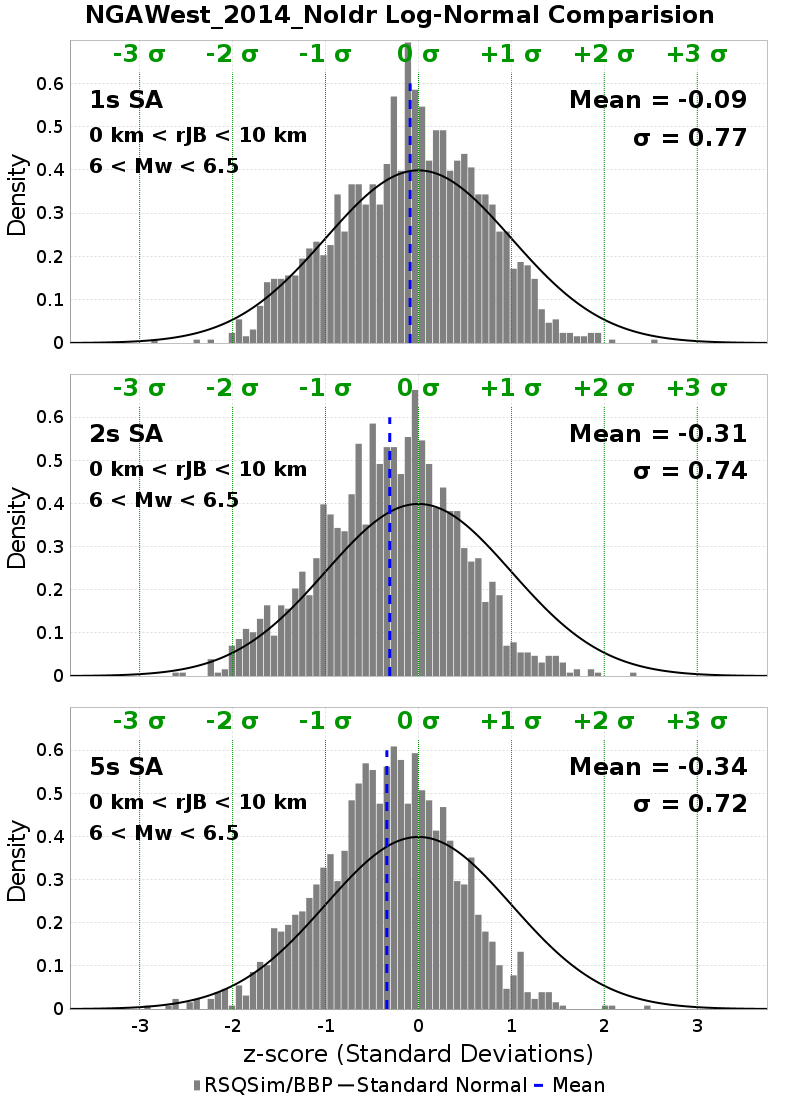 NGAWest_2014_NoIdr Log-Normal Comparision
-3 σ -2 σ -1 σ 0 σ +1 σ +2 σ +3 σ
1s SA
Mean = -0.09
0 km < rJB < 10 km
σ = 0.77
6 < Mw < 6.5
0.6
0.5
0.4
0.3
0.2
0.1
0
Density
-3 σ -2 σ -1 σ 0 σ +1 σ +2 σ +3 σ
2s SA
Mean = -0.31
0 km < rJB < 10 km
σ = 0.74
6 < Mw < 6.5
0.6
0.5
0.4
0.3
0.2
0.1
0
Density
-3 σ -2 σ -1 σ 0 σ +1 σ +2 σ +3 σ
5s SA
Mean = -0.34
0 km < rJB < 10 km
σ = 0.72
6 < Mw < 6.5
0.6
0.5
0.4
0.3
0.2
0.1
0
Density
-3 -2 -1 0 1 2 3
z-score (Standard Deviations)
RSQSim/BBP Standard Normal Mean